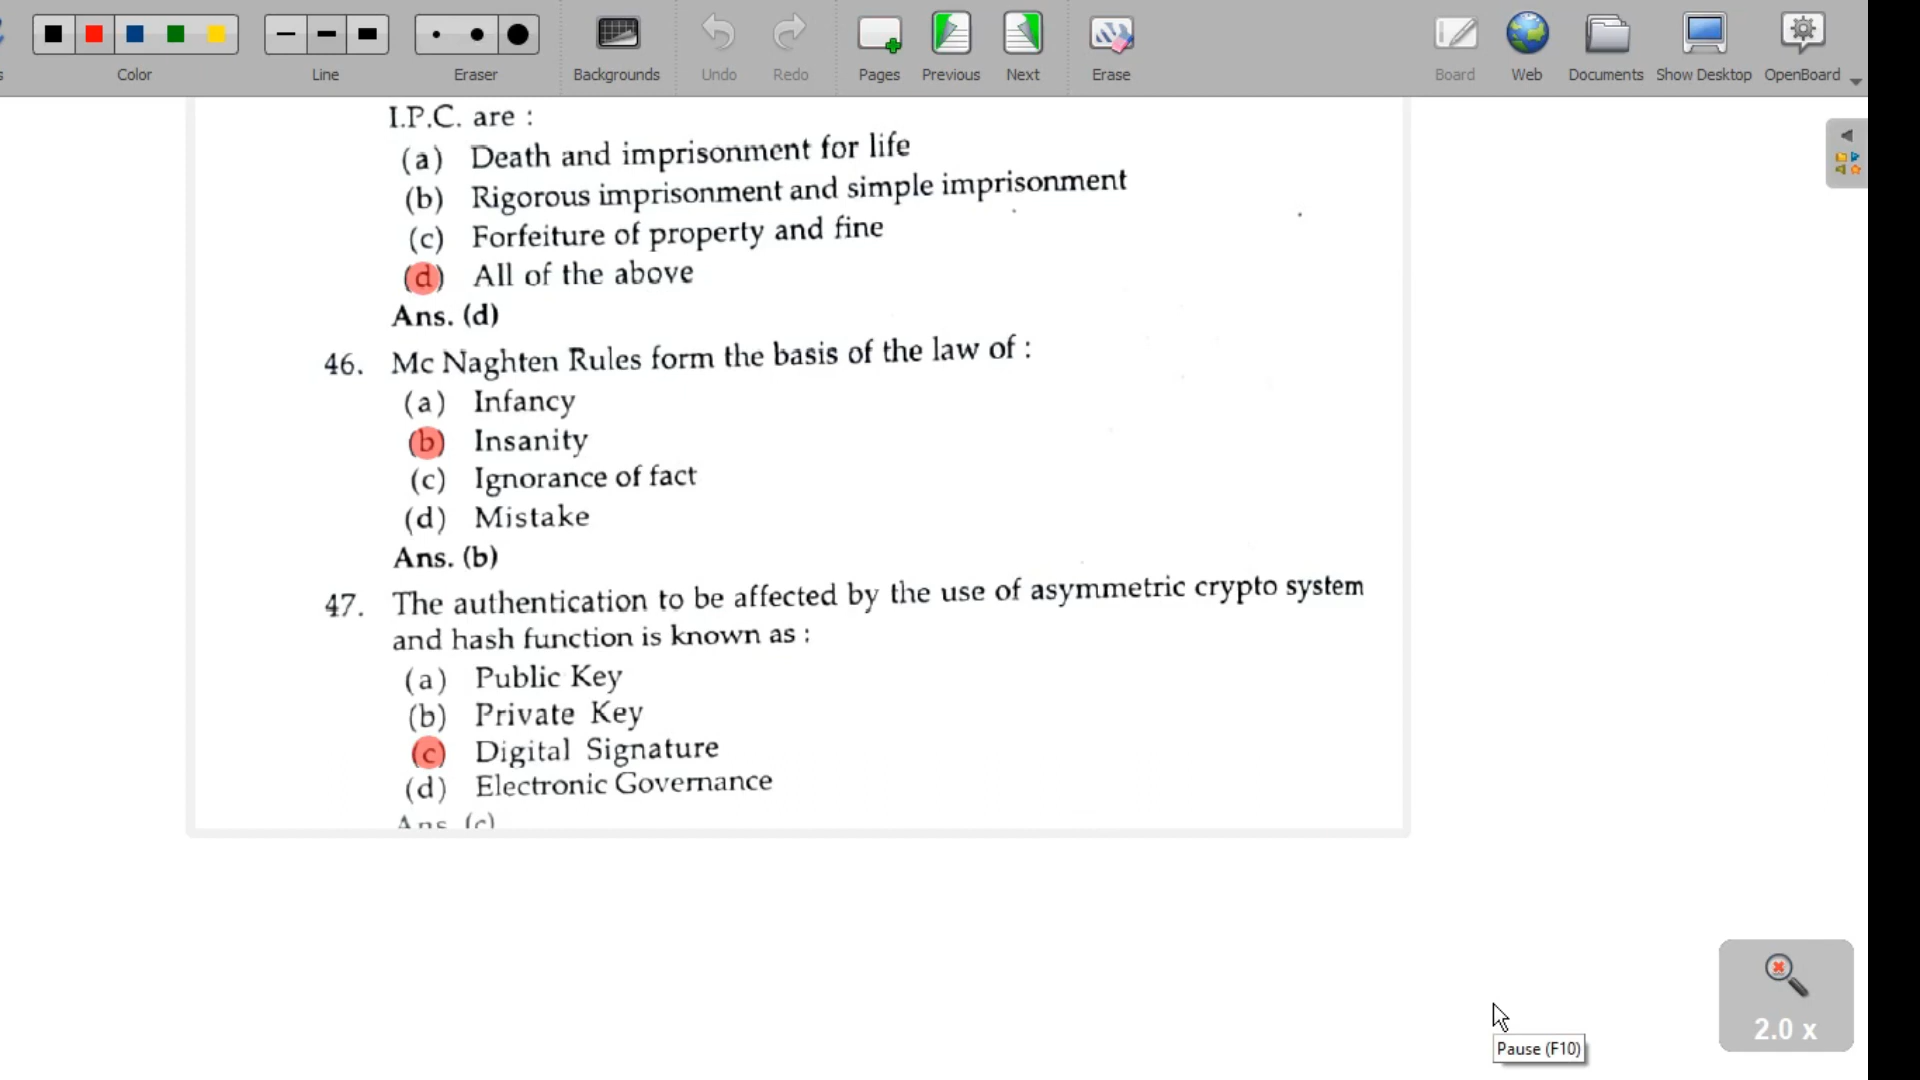 Color
Line
Eraser
Backgrounds
Undo
Redo
Pages
Previous
Next
Erase
Board
Web
Documents
Show Desktop
OpenBoard
I.P.C. are :
(a) Death and imprisonment for life
(b) Rigorous imprisonment and simple imprisonment
(c) Forfeiture of property and fine
(d) All of the above
Ans. (d)
46. Mc Naghten Rules form the basis of the law of :
(a) Infancy
(b) Insanity
(c) Ignorance of fact
(d) Mistake
Ans. (b)
47. The authentication to be affected by the use of asymmetric crypto system
and hash function is known as :
(a) Public Key
(b) Private Key
(c) Digital Signature
(d) Electronic Governance
Ans. (c)
2.0 x
Pause (F10)